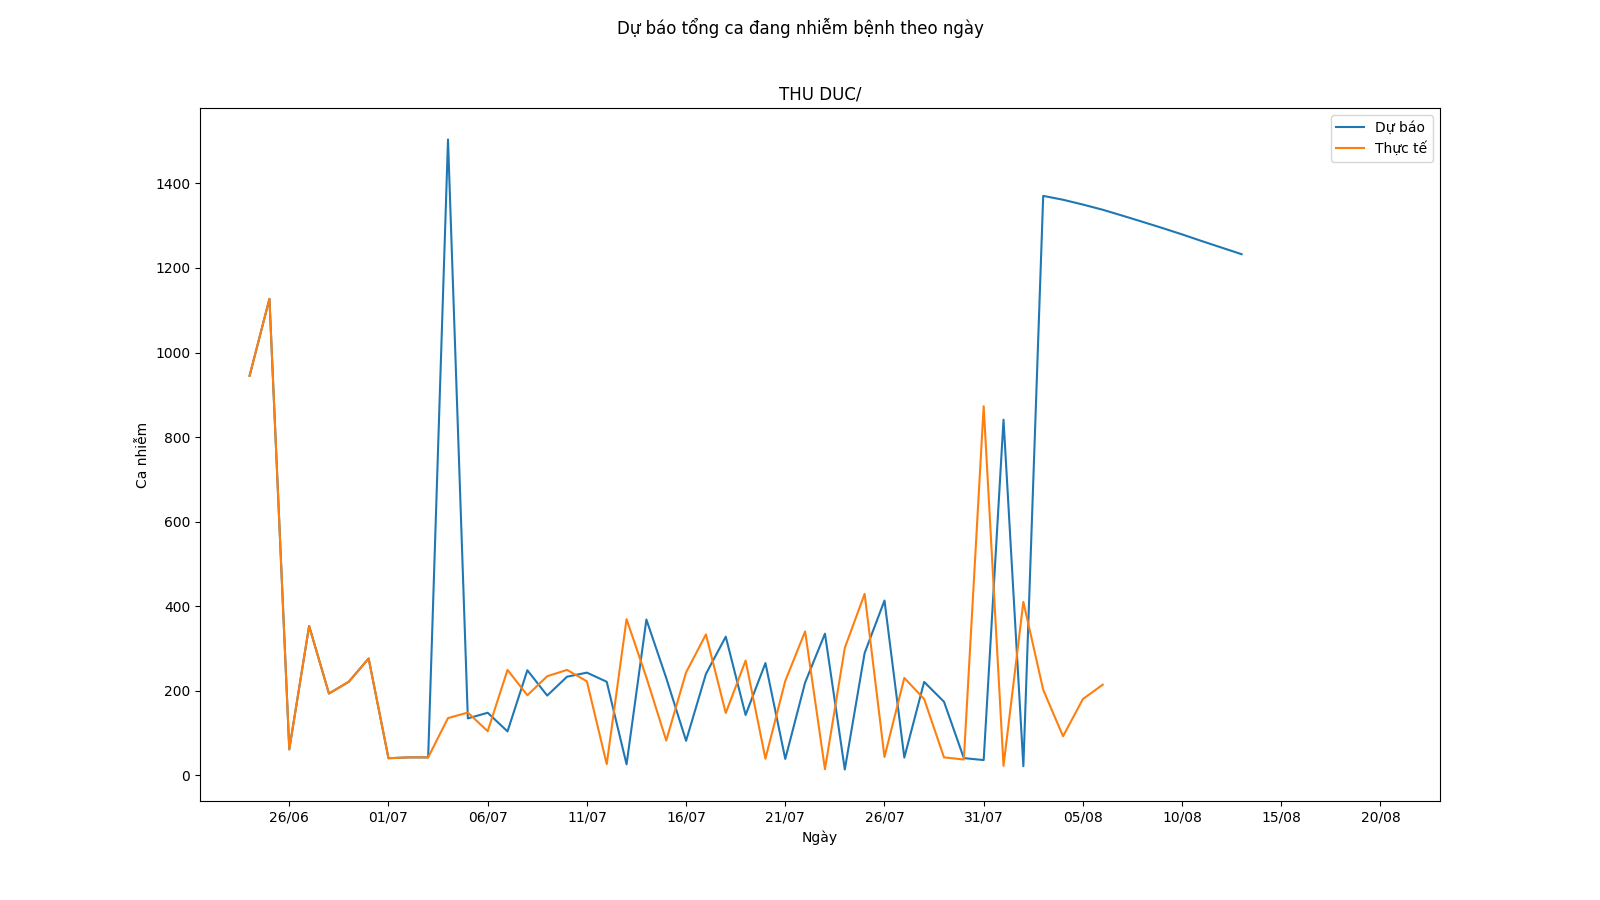 Dự báo tổng ca đang nhiễm bệnh theo ngày
THU DUC/
Dự báo
Thực tế
1400
1200
1000
800
600
400
200
0
Ca nhiễm
26/06 01/07 06/07 11/07 16/07 21/07 26/07 31/07 05/08 10/08 15/08 20/08
Ngày